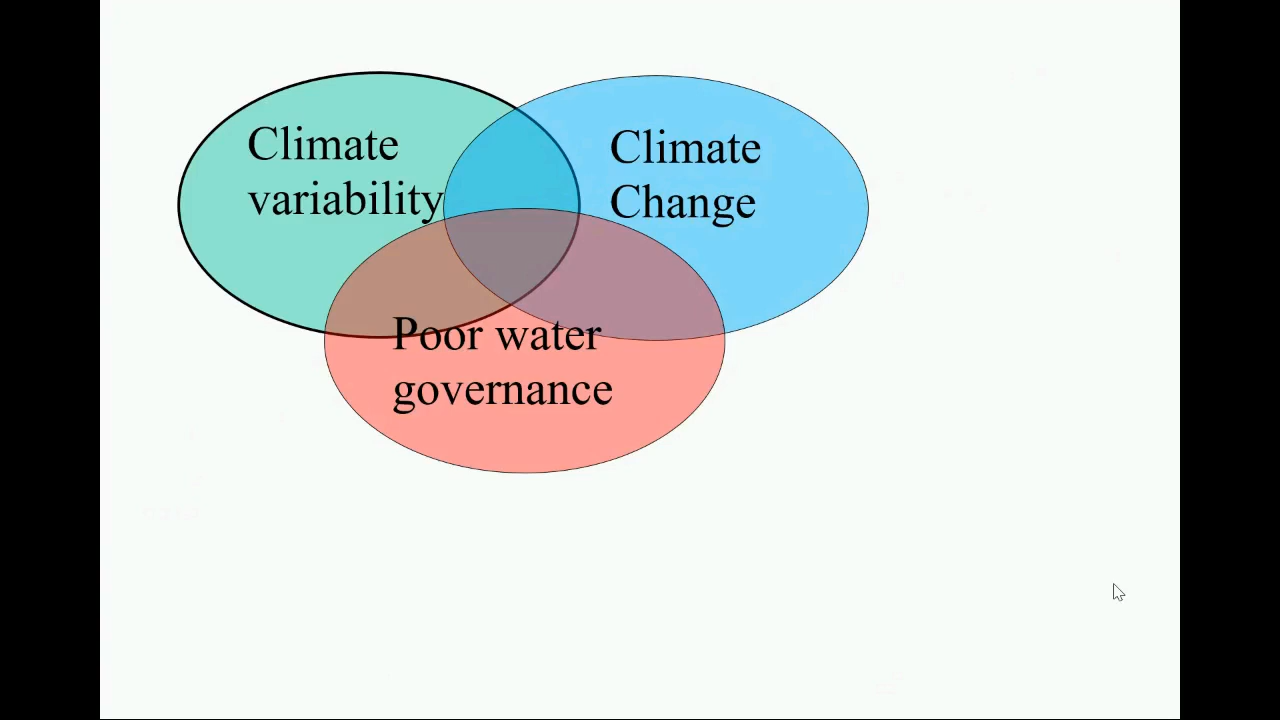 Climate
variability
Climate
Change
Poor water
governance